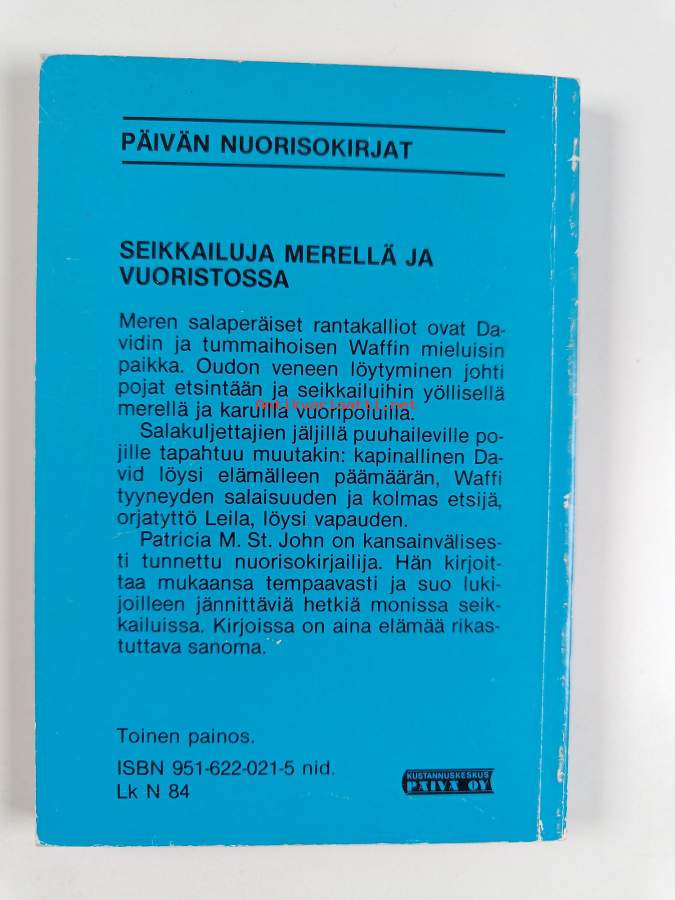 PÄIVÄN NUORISOKIRJAT
SEIKKAILUJA MERELLÄ JA
VUORISTOSSA
Meren salaperäiset rantakalliot ovat Da-
vidin ja tummaihoisen Waffin mieluisin
paikka. Oudon veneen löytyminen johti
pojat etsintään ja seikkailuihin yöllisellä
merellä ja karuilla vuoripoluilla.
Antikvariaatti.net
Salakuljettajien jäljillä puuhaileville po-
jille tapahtuu muutakin: kapinallinen Da-
vid löysi elämälleen päämäärän, Waffi
tyyneyden salaisuuden ja kolmas etsijä,
orjatyttö Leila, löysi vapauden.
Patricia M. St. John on kansainvälises-
ti tunnettu nuorisokirjailija. Hän kirjoit-
taa mukaansa tempaavasti ja suo luki-
joilleen jännittäviä hetkiä monissa seik-
kailuissa. Kirjoissa on aina elämää rikas-
tuttava sanoma.
Toinen painos.
ISBN 951-622-021-5 nid.
Lk N 84
KUSTANNUSKESKUS
PÄIVÄ OY